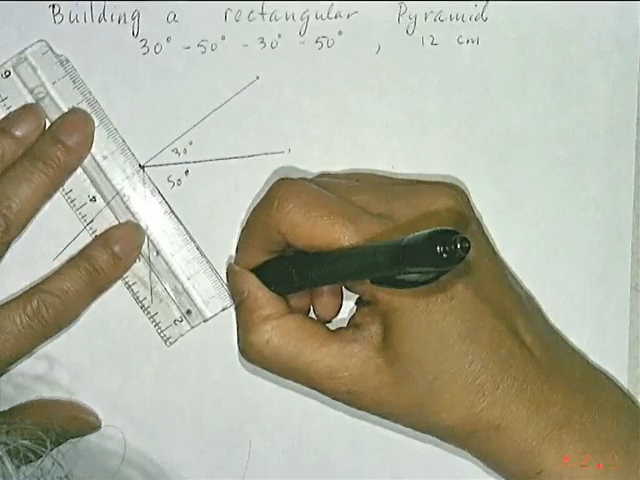 Building a rectangular Pyramid
30° - 50° - 30° - 50° , 12 cm
30°
50°